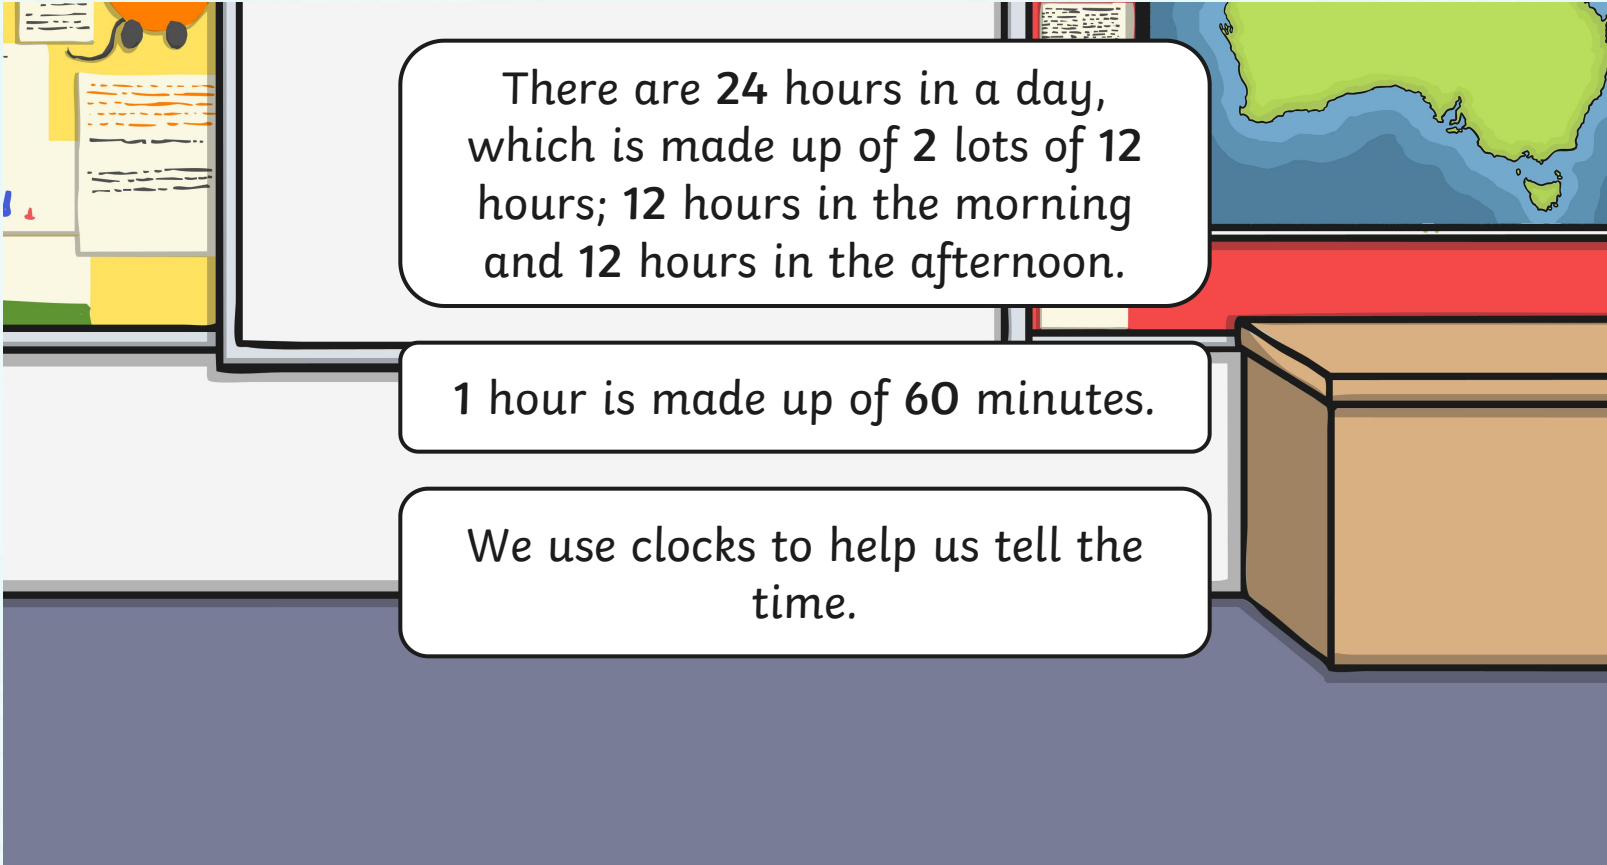 There are 24 hours in a day,
which is made up of 2 lots of 12
hours; 12 hours in the morning
and 12 hours in the afternoon.
1 hour is made up of 60 minutes.
We use clocks to help us tell the
time.